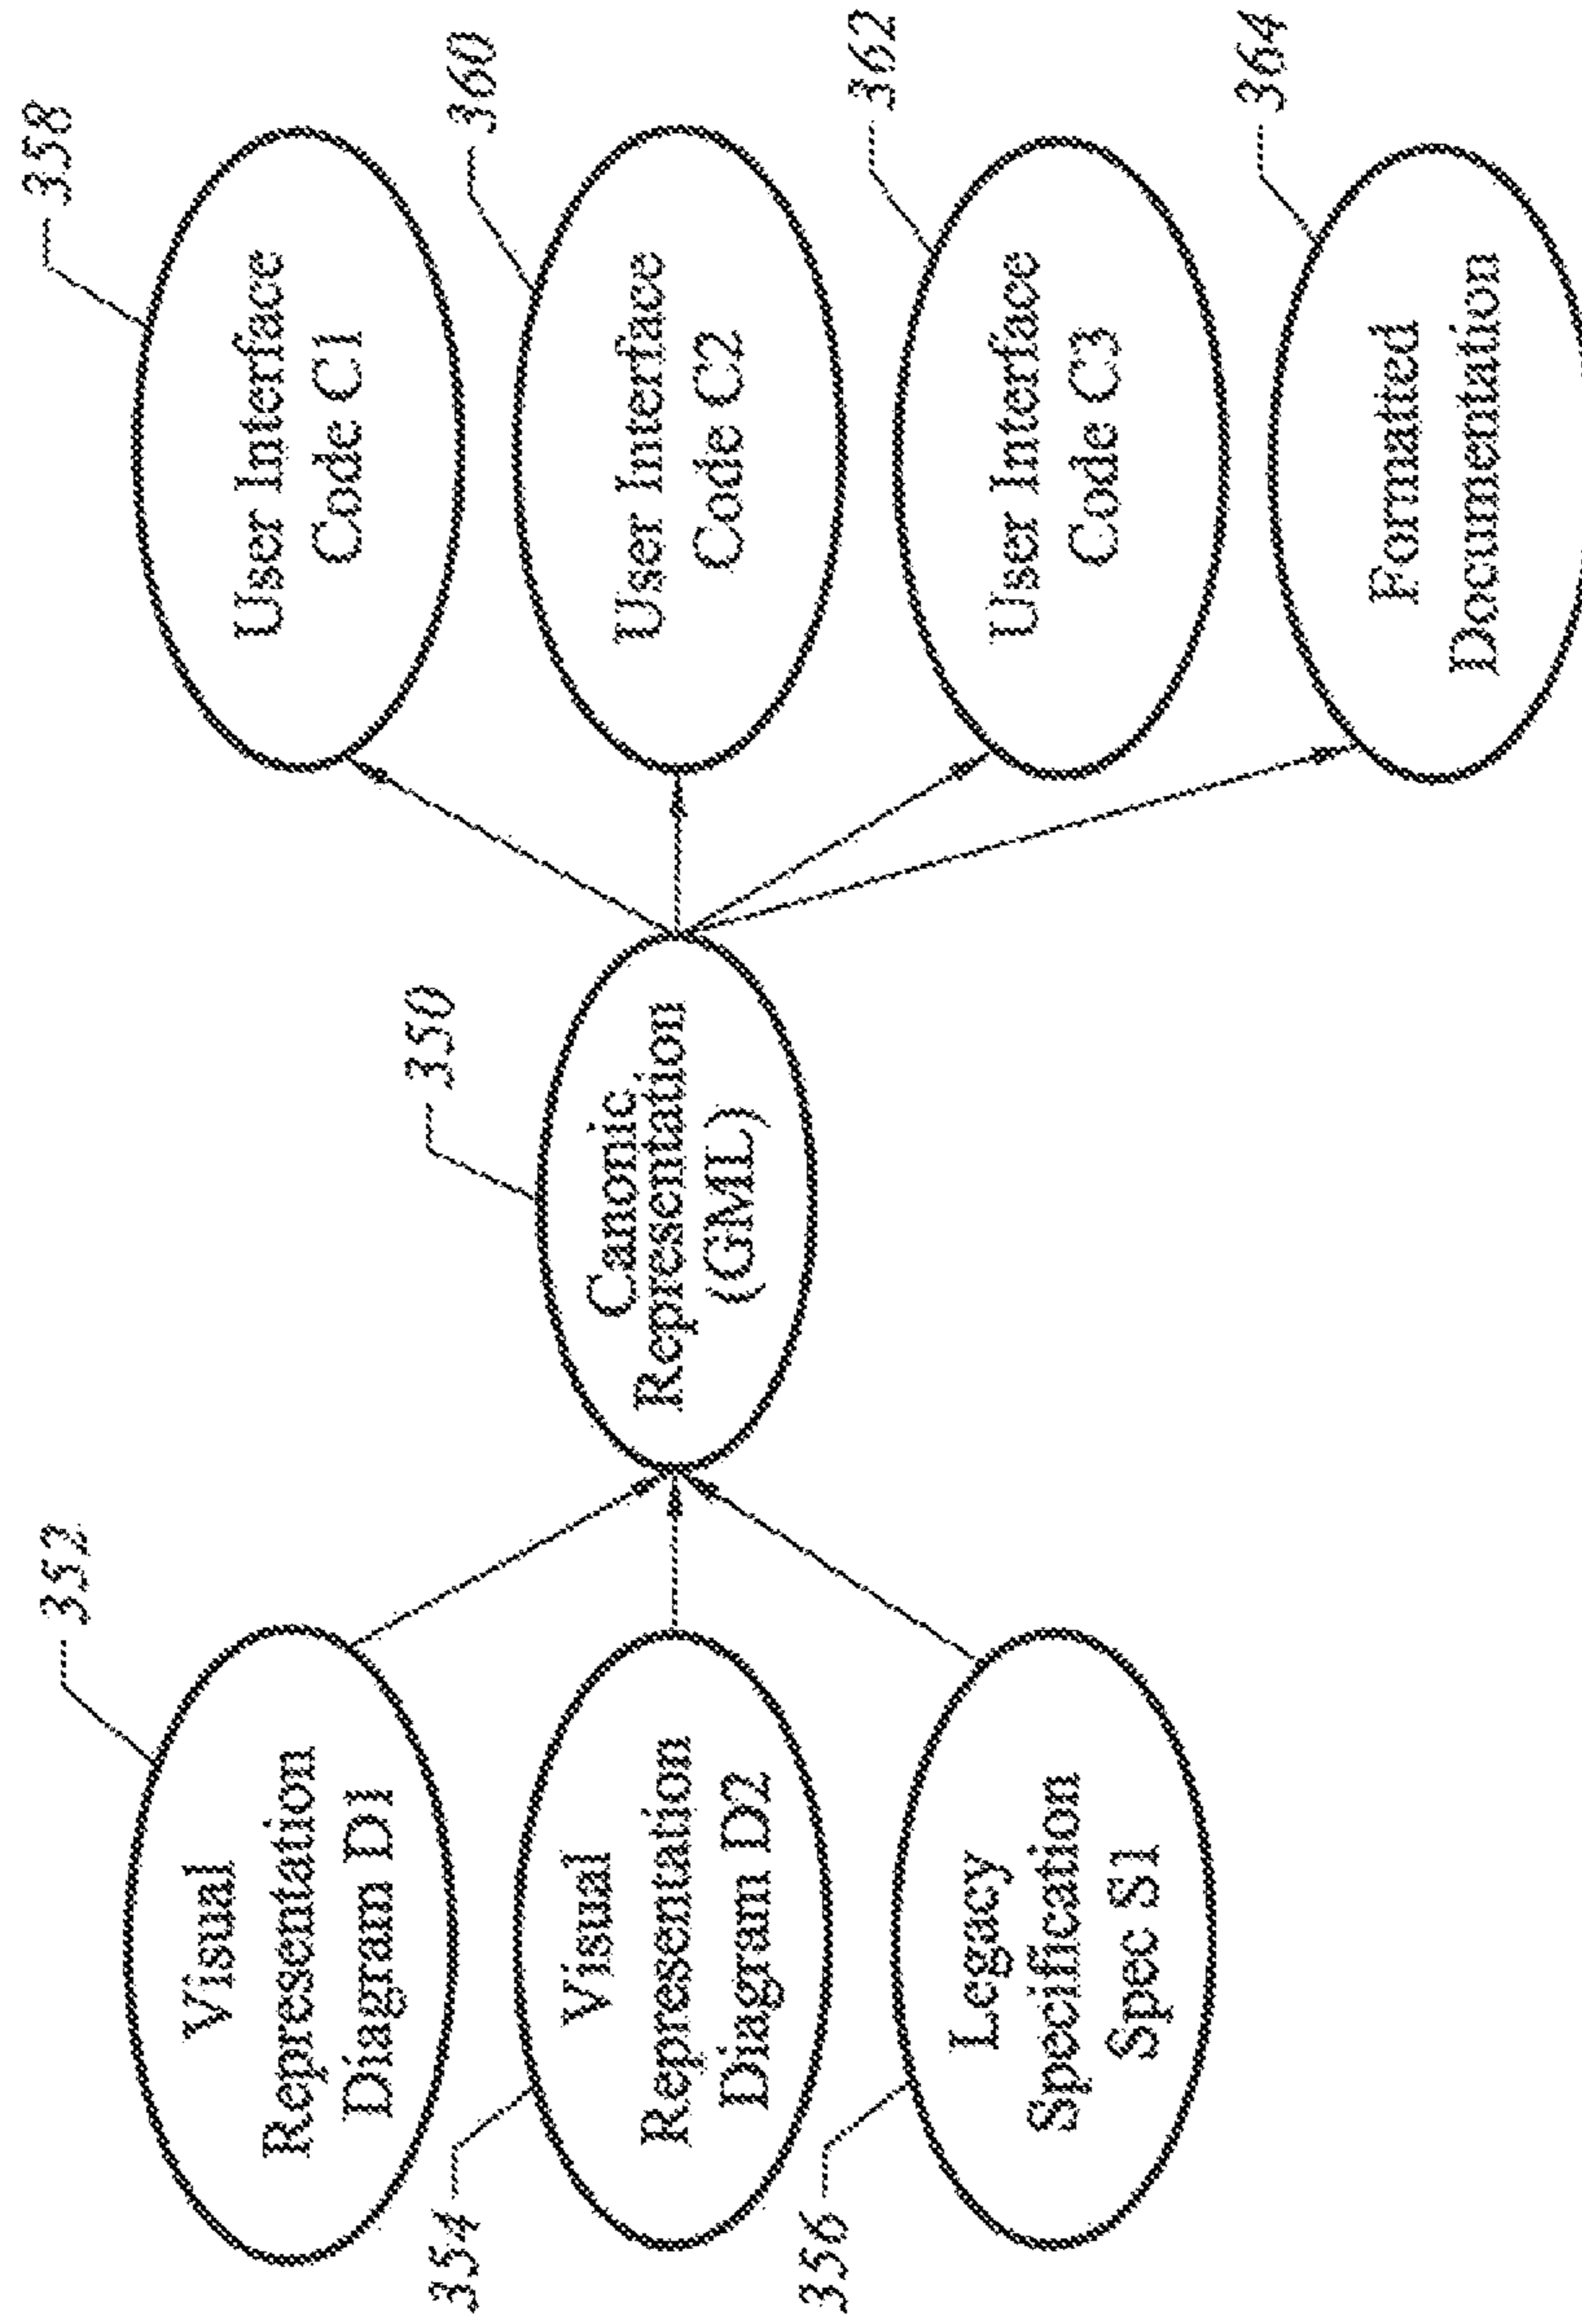 352
Visual
Representation
Diagram D1
354
Visual
Representation
Diagram D2
356
Legacy
Specification
Spec S1
350
Canonic
Representation
(GML)
358
User Interface
Code C1
360
User Interface
Code C2
362
User Interface
Code C3
364
Formatted
Documentation